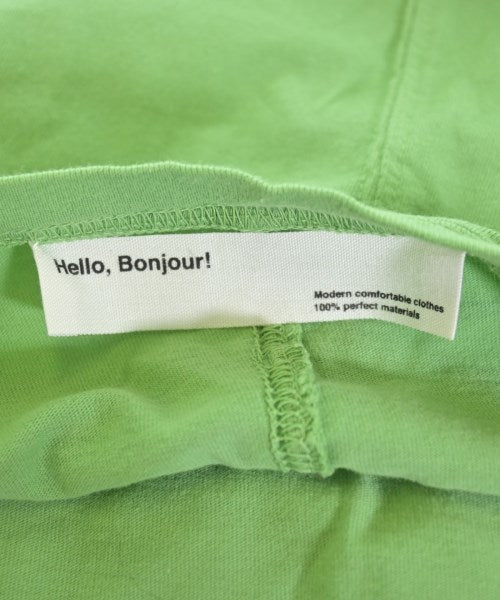 Hello, Bonjour!
Modern comfortable clothes
100% perfect materials